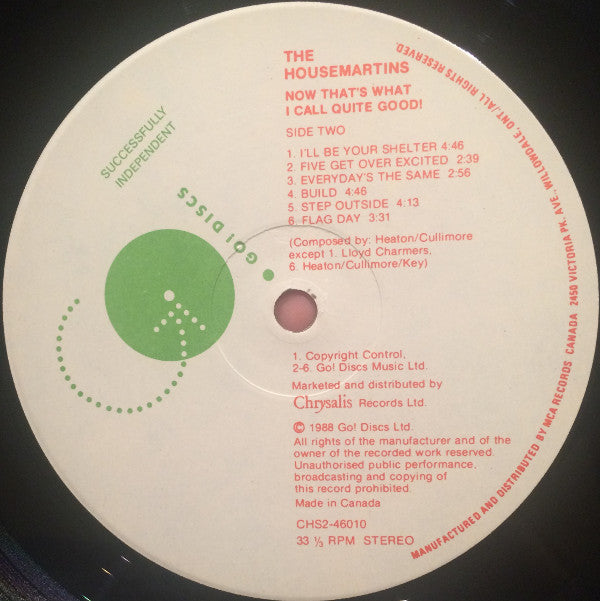 THE
HOUSEMARTINS
NOW THAT'S WHAT
I CALL QUITE GOOD!
SIDE TWO
1. I'LL BE YOUR SHELTER 4:46
2. FIVE GET OVER EXCITED 2:39
3. EVERYDAY'S THE SAME 2:56
4. BUILD 4:46
5. STEP OUTSIDE 4:13
6. FLAG DAY 3:31
(Composed by: Heaton/Cullimore
except 1. Lloyd Charmers,
6. Heaton/Cullimore/Key)
1. Copyright Control,
2-6. Go! Discs Music Ltd.
Marketed and distributed by
Chrysalis Records Ltd.
© 1988 Go! Discs Ltd.
All rights of the manufacturer and of the
owner of the recorded work reserved.
Unauthorised public performance,
broadcasting and copying of
this record prohibited.
Made in Canada
CHS2-46010
33 ⅓ RPM STEREO
SUCCESSFULLY
INDEPENDENT
GO! DISCS
MANUFACTURED AND DISTRIBUTED BY MCA RECORDS CANADA 2450 VICTORIA PK. AVE., WILLOWDALE, ONT./ALL RIGHTS RESERVED.